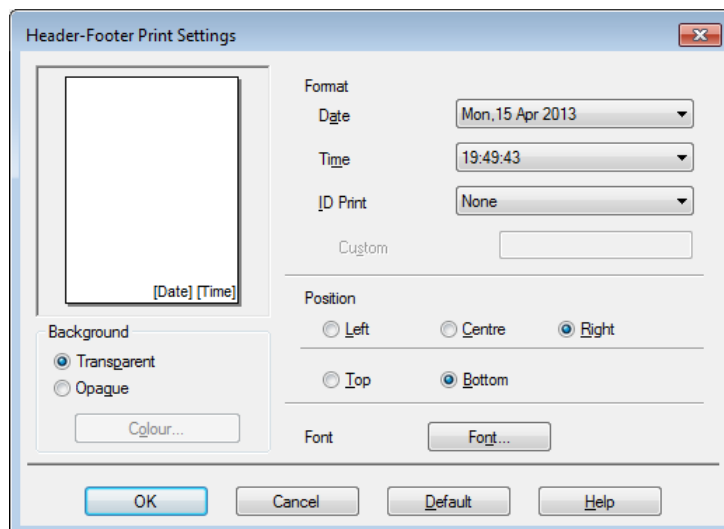 Header-Footer Print Settings
[Date] [Time]
Background
Transparent
Opaque
Colour...
Format
Date
Mon,15 Apr 2013
Time
19:49:43
ID Print
None
Custom
Position
Left
Centre
Right
Top
Bottom
Font
Font...
OK
Cancel
Default
Help